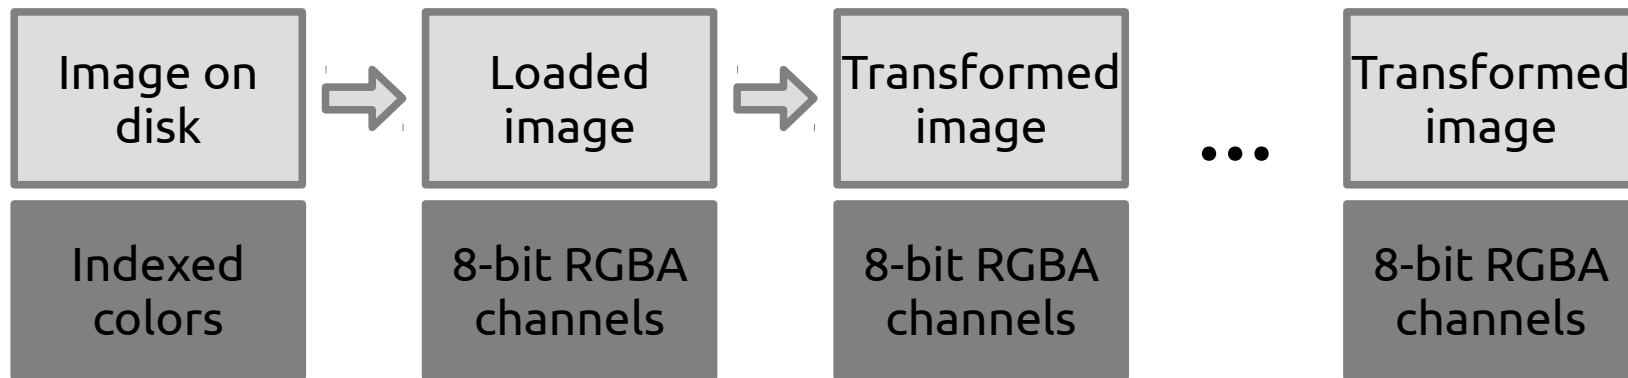 Image on
disk
Loaded
image
Transformed
image
...
Transformed
image
Indexed
colors
8-bit RGBA
channels
8-bit RGBA
channels
8-bit RGBA
channels